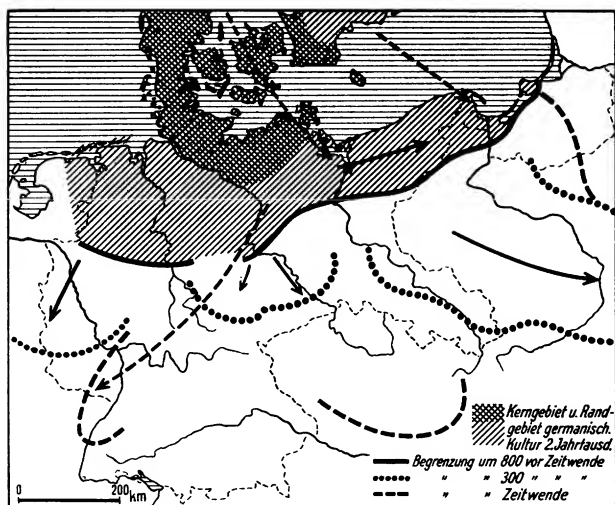 Kerngebiet u. Rand-
gebiet germanisch.
Kultur 2. Jahrtausd.
Begrenzung um 800 vor Zeitwende
" " 300 " "  "
" " Zeitwende
0 200 km